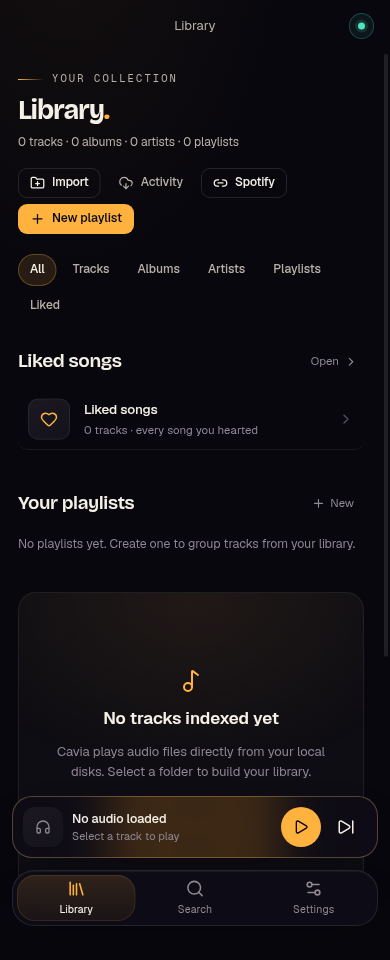 Library
YOUR COLLECTION
Library.
0 tracks · 0 albums · 0 artists · 0 playlists
Import
Activity
Spotify
New playlist
All
Tracks
Albums
Artists
Playlists
Liked
Liked songs
Open
Liked songs
0 tracks · every song you hearted
Your playlists
New
No playlists yet. Create one to group tracks from your library.
No tracks indexed yet
Cavia plays audio files directly from your local
disks. Select a folder to build your library.
No audio loaded
Select a track to play
Library
Search
Settings